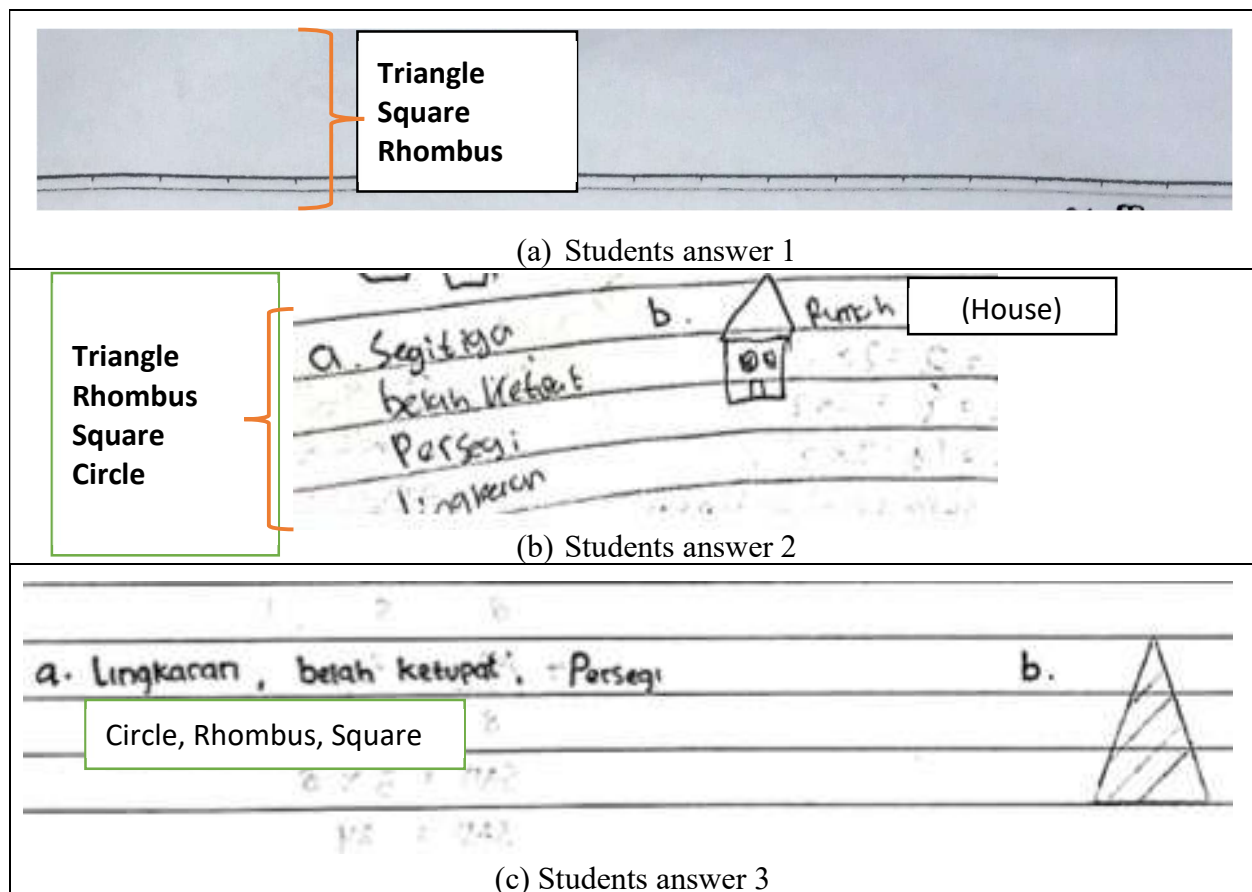 Triangle
Square
Rhombus
(a) Students answer 1
Triangle
Rhombus
Square
Circle
a. Segitiga
belah Ketupat
Persegi
lingkaran
b.
Rumah
(House)
(b) Students answer 2
a. Lingkaran, belah ketupat, Persegi
b.
Circle, Rhombus, Square
(c) Students answer 3